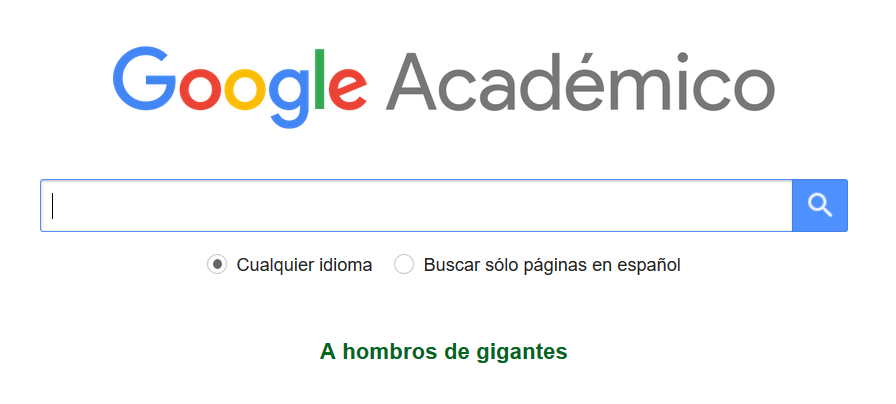 Google Académico
Cualquier idioma Buscar sólo páginas en español
A hombros de gigantes